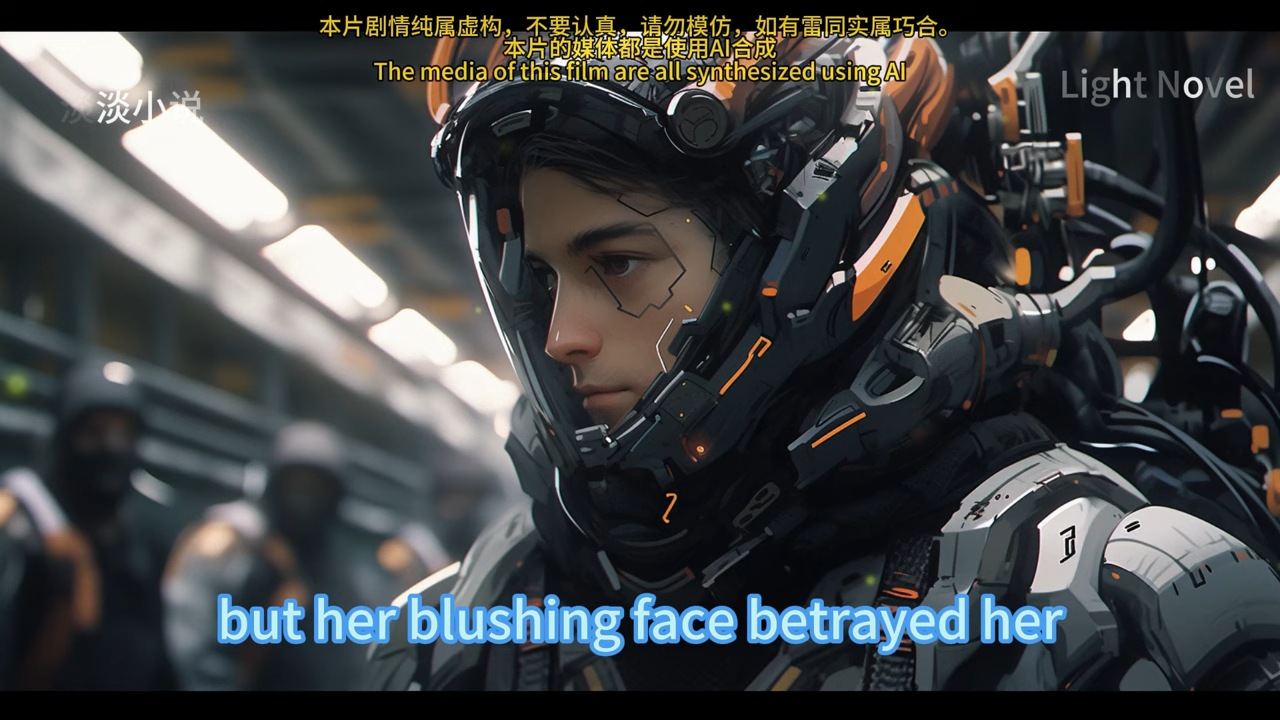 本片剧情纯属虚构，不要认真，请勿模仿，如有雷同实属巧合。
本片的媒体都是使用AI合成
The media of this film are all synthesized using AI
Light Novel
淡淡小说
but her blushing face betrayed her